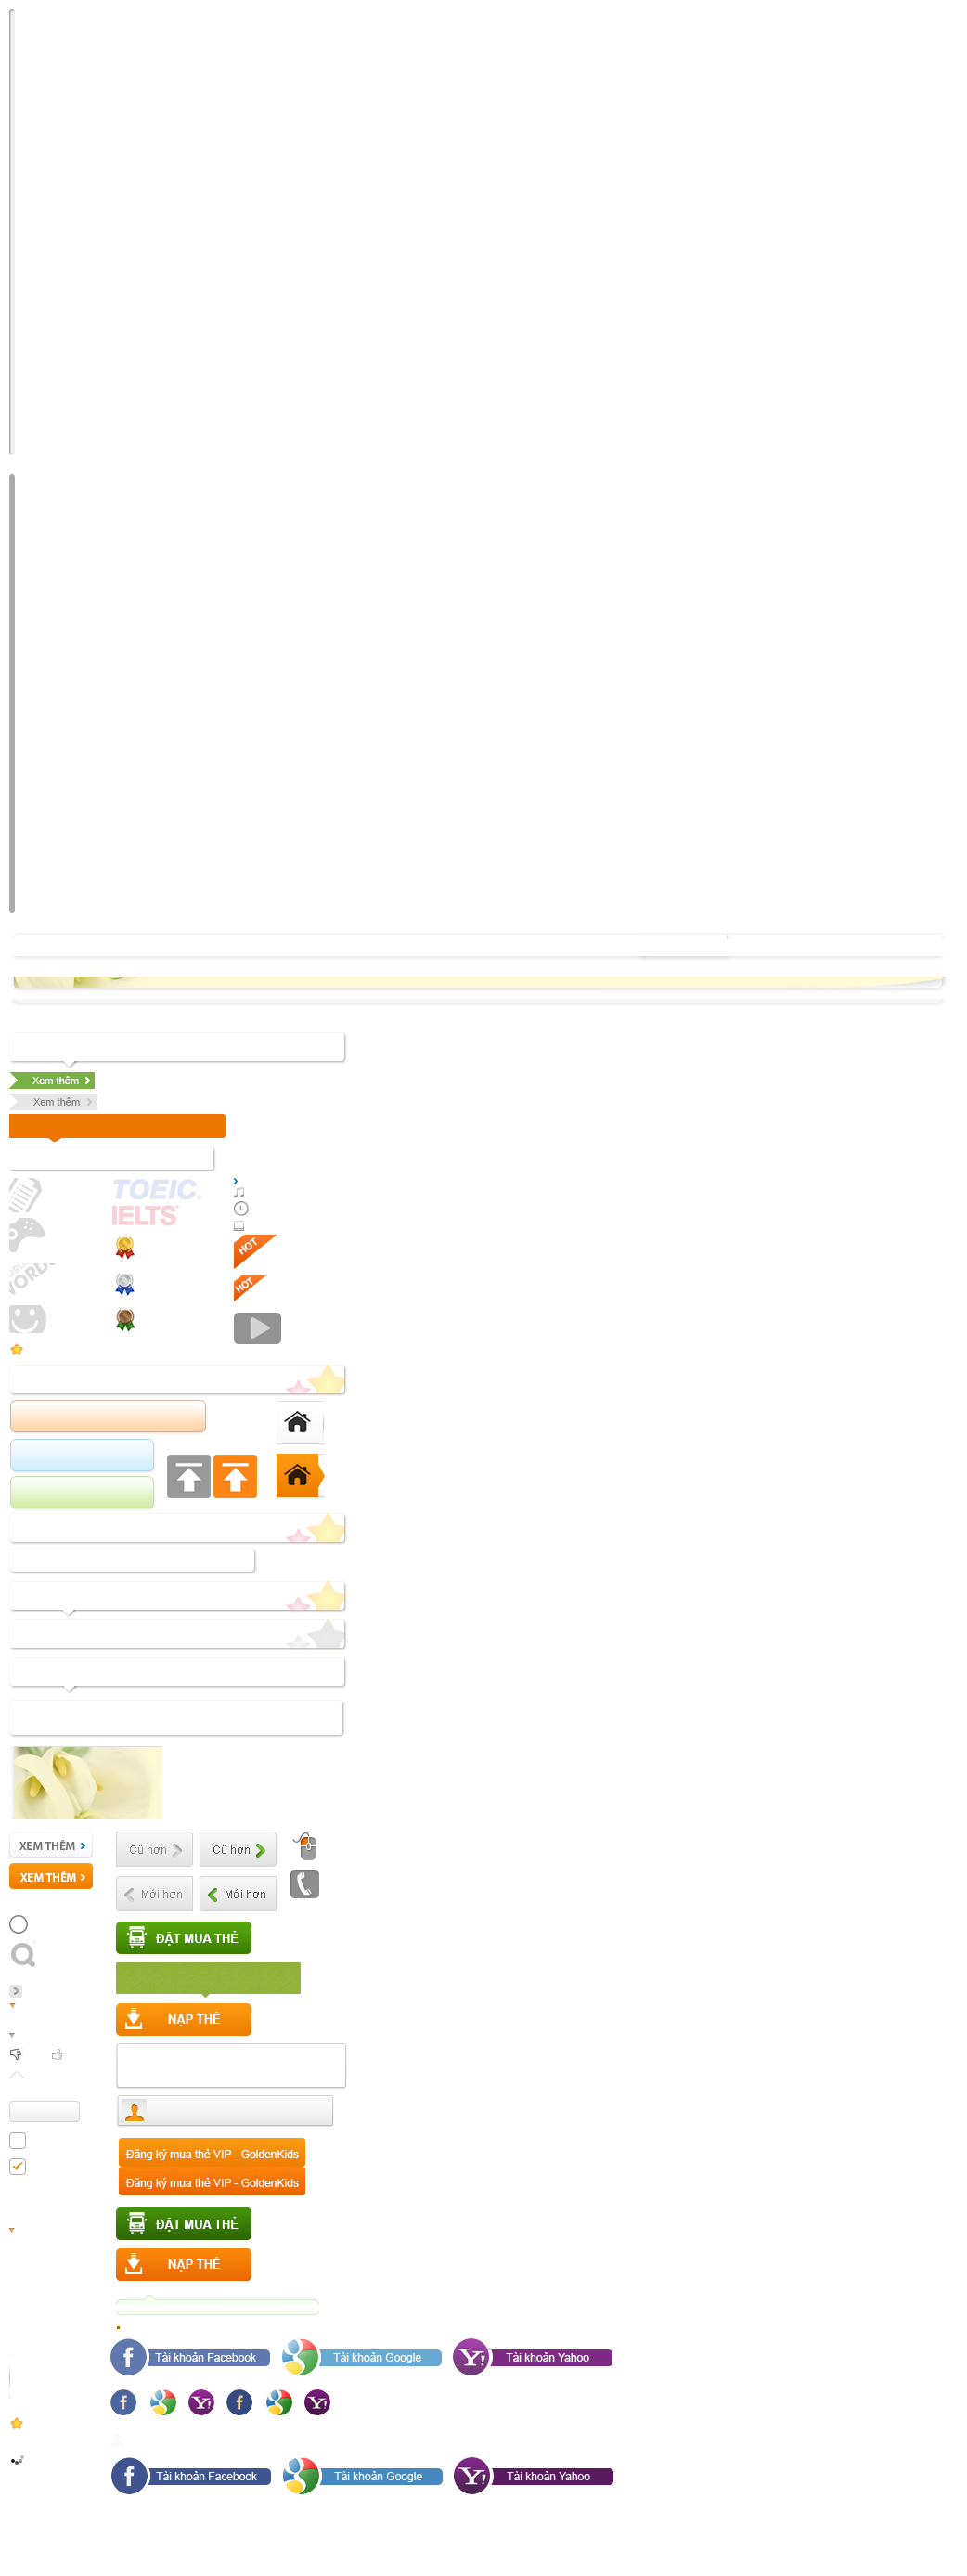 Xem thêm
Xem thêm
TOEIC.
IELTS
WORDS
HOT
HOT
XEM THÊM
Cũ hơn
Cũ hơn
XEM THÊM
Mới hơn
Mới hơn
ĐẶT MUA THẺ
NẠP THẺ
Đăng ký mua thẻ VIP - GoldenKids
Đăng ký mua thẻ VIP - GoldenKids
ĐẶT MUA THẺ
NẠP THẺ
Tài khoản Facebook
Tài khoản Google
Tài khoản Yahoo
Tài khoản Facebook
Tài khoản Google
Tài khoản Yahoo